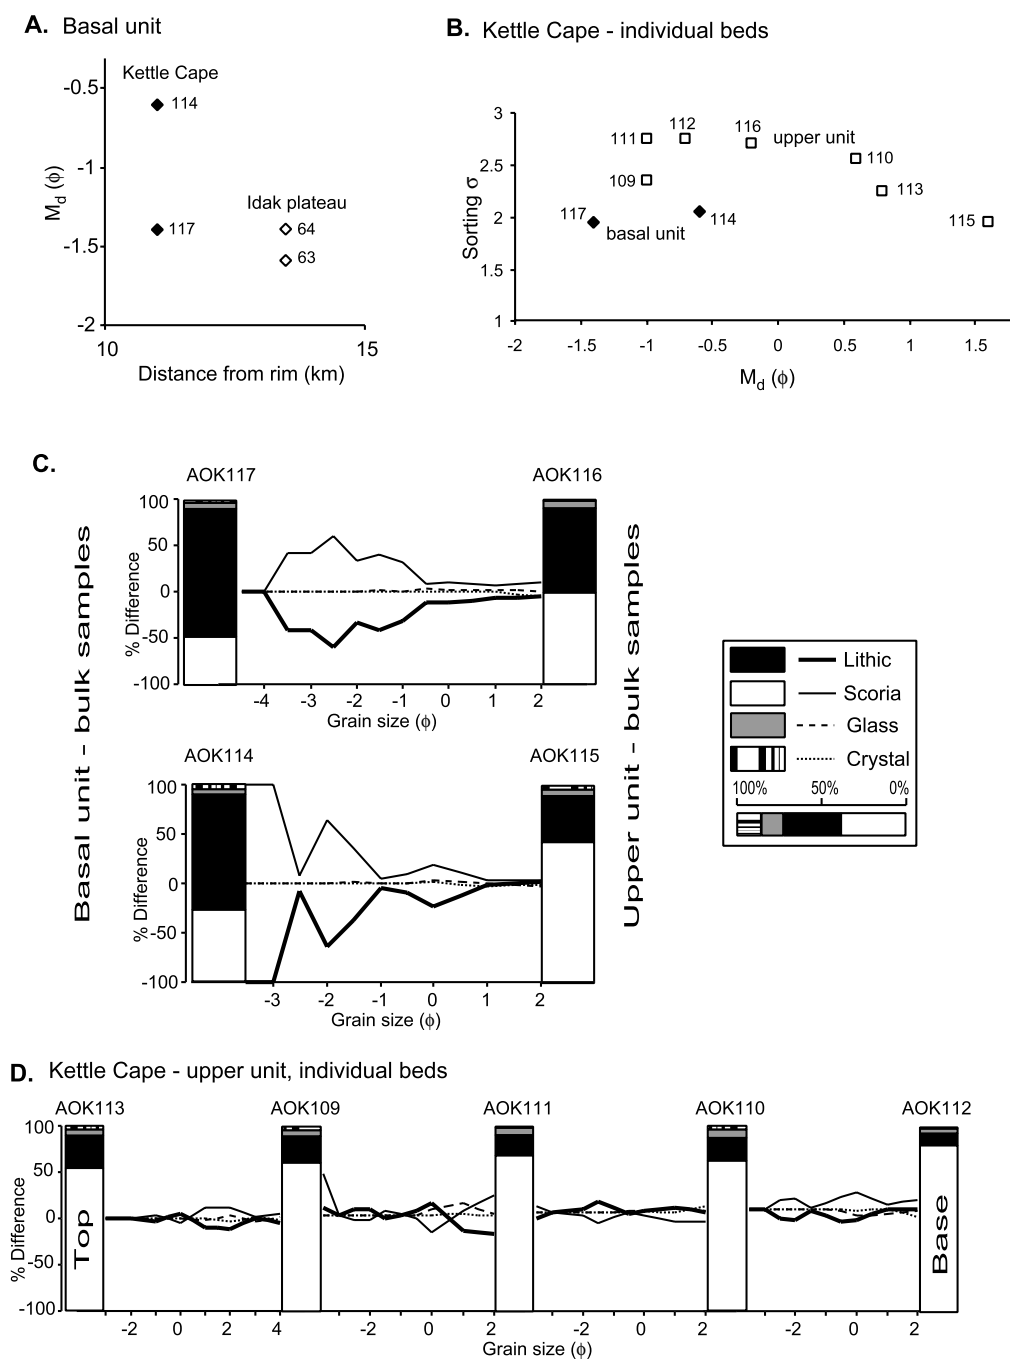 A. Basal unit
Kettle Cape
-0.5
114
-1
Idak plateau
117
64
-1.5
63
-2
10
15
Md (ϕ)
Distance from rim (km)
B. Kettle Cape - individual beds
3
111
112
116
upper unit
110
2.5
109
113
2
117
114
115
basal unit
1.5
1
Sorting σ
-2 -1.5 -1 -0.5 0 0.5 1 1.5
Md (ϕ)
C.
AOK117
AOK116
100
50
0
-50
-100
% Difference
-4 -3 -2 -1 0 1 2
Grain size (ϕ)
AOK114
AOK115
100
50
0
-50
-100
% Difference
-3 -2 -1 0 1 2
Grain size (ϕ)
Basal unit - bulk samples
Upper unit - bulk samples
Lithic
Scoria
Glass
Crystal
100% 50% 0%
D. Kettle Cape - upper unit, individual beds
AOK113 AOK109 AOK111 AOK110 AOK112
100
50
0
-50
-100
% Difference
Top
Base
-2 0 2 4 -2 0 2 -2 0 2 -2 0 2
Grain size (ϕ)